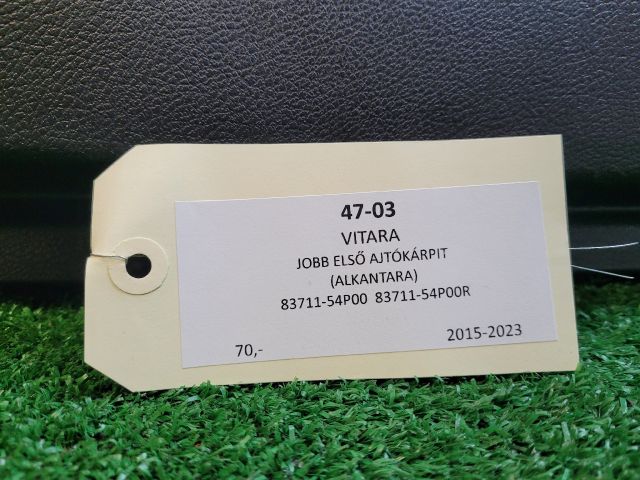 47-03
VITARA
JOBB ELSŐ AJTÓKÁRPIT
(ALKANTARA)
83711-54P00 83711-54P00R
70,- 2015-2023